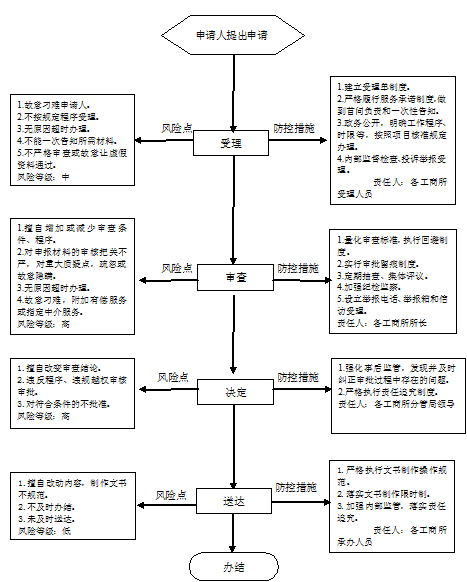 申请人提出申请
1.故意刁难申请人。
2.不按规定程序受理。
3.无原因超时办理。
4.不能一次告知所需材料。
5.不严格审查或故意让虚假
资料通过。
风险等级：中
风险点
受理
防控措施
1.建立受理单制度。
2.严格履行服务承诺制度,做
到首问负责和一次性告知。
3.政务公开，明确工作程序、
时限等，按照项目核准规定
办理。
4.内部监督检查、投诉举报受
理。
责任人：各工商所
受理人员
1.擅自增加或减少审查条
件、程序。
2.对申报材料的审核把关不
严，对重大质疑点，疏忽或
故意隐瞒。
3.无原因超时办理。
4.故意刁难，附加有偿服务
或指定中介服务。
风险等级：高
风险点
审查
防控措施
1.量化审查标准,执行回避制
度。
2.实行审批留痕制度。
3.定期抽查、集体评议。
4.加强纪检监察。
5.设立举报电话、举报箱和信
访受理。
责任人：各工商所所长
1.擅自改变审查结论。
2.违反程序、违规越权审核
审批。
3.对符合条件的不批准。
风险等级：高
风险点
决定
防控措施
1.强化事后监管，发现并及时
纠正审批过程中存在的问题。
2.严格执行责任追究制度。
责任人：各工商所分管局领导
1.擅自改动内容，制作文书
不规范。
2.不及时办结。
3.未及时送达。
风险等级：低
风险点
送达
防控措施
1.严格执行文书制作操作规
范。
2.落实文书制作限时制。
3.加强内部监管，落实责任
追究。
责任人：各工商所
承办人员
办结